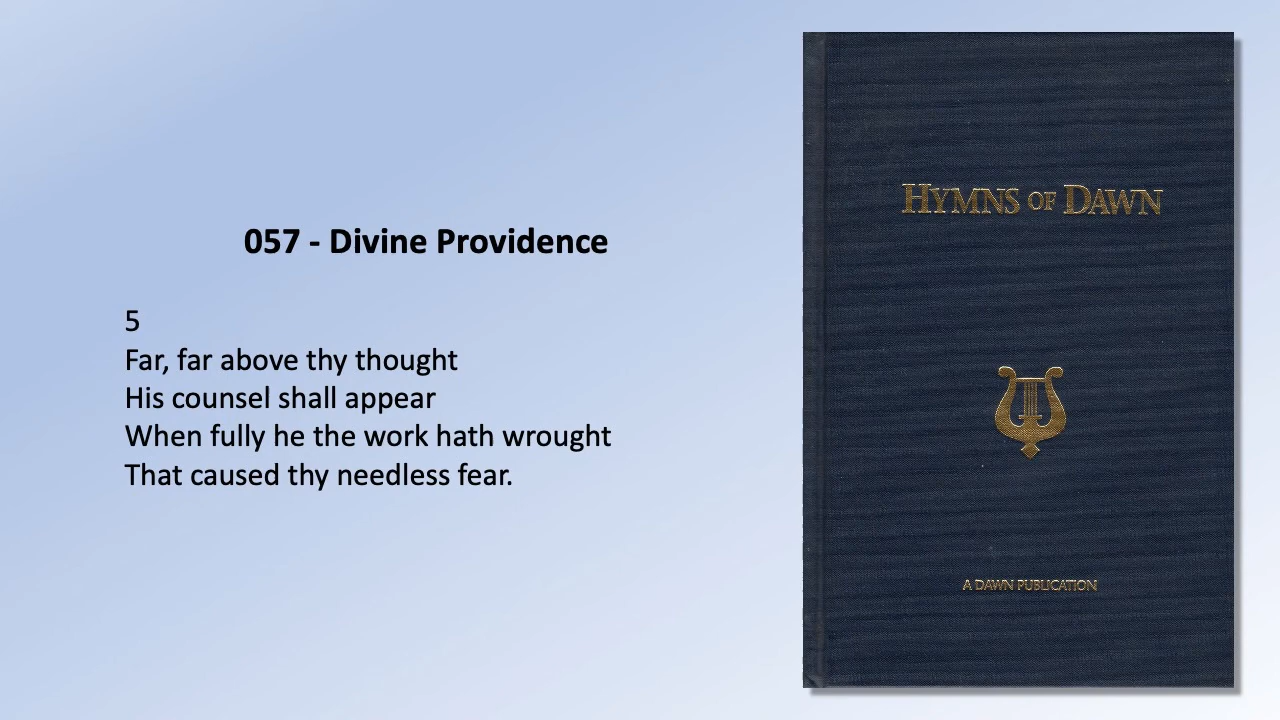 057 - Divine Providence
5
Far, far above thy thought
His counsel shall appear
When fully he the work hath wrought
That caused thy needless fear.
HYMNS OF DAWN
A DAWN PUBLICATION